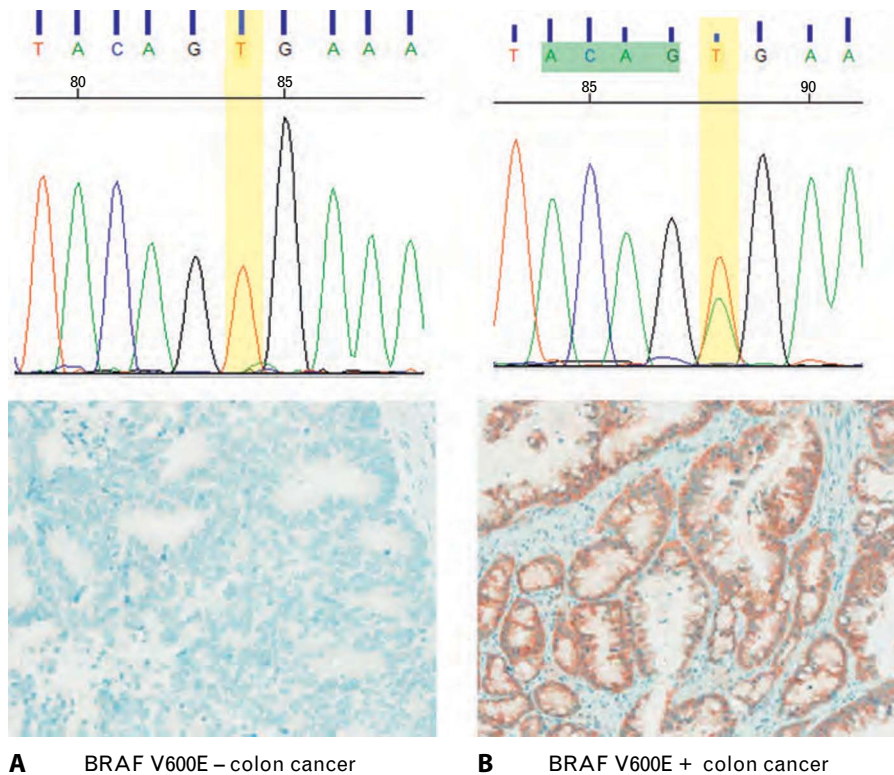 T A C A G T G A A A
80 85
T A C A G T G A A
85 90
A BRAF V600E – colon cancer
B BRAF V600E + colon cancer